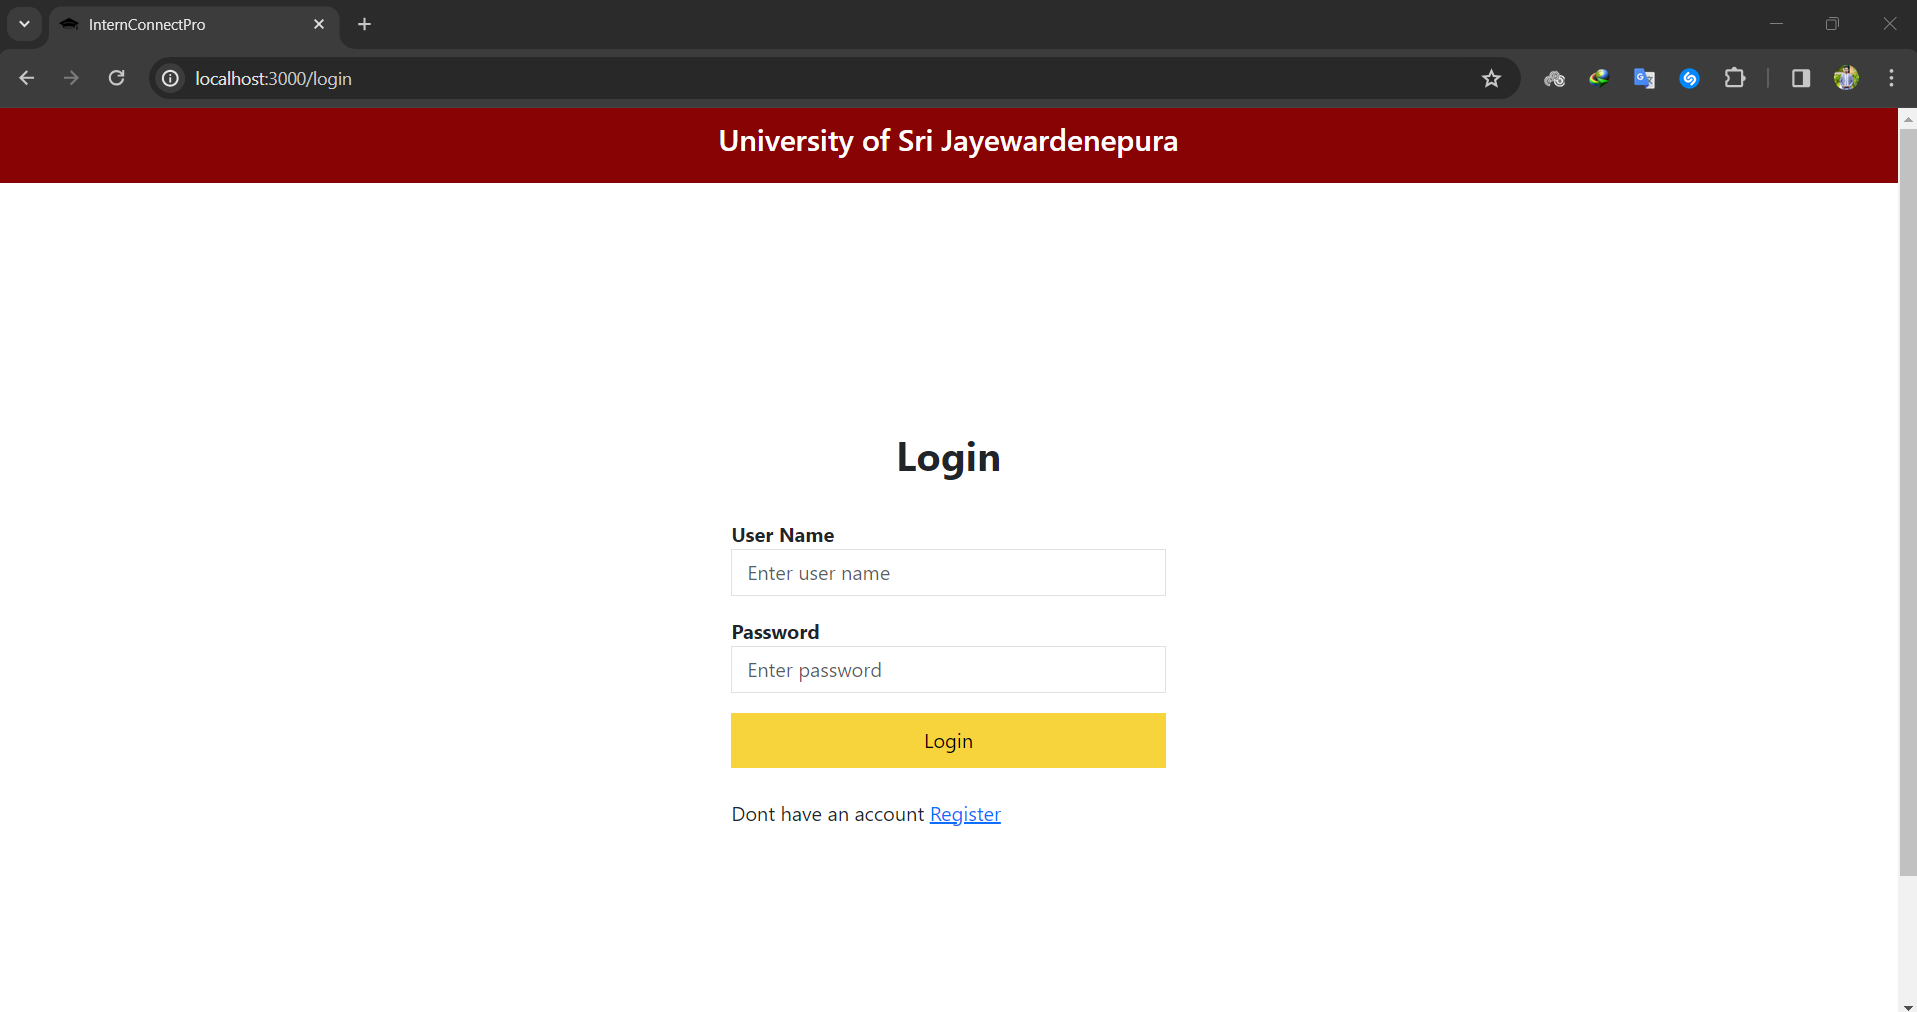 InternConnectPro
localhost:3000/login
University of Sri Jayewardenepura
Login
User Name
Enter user name
Password
Enter password
Login
Dont have an account Register